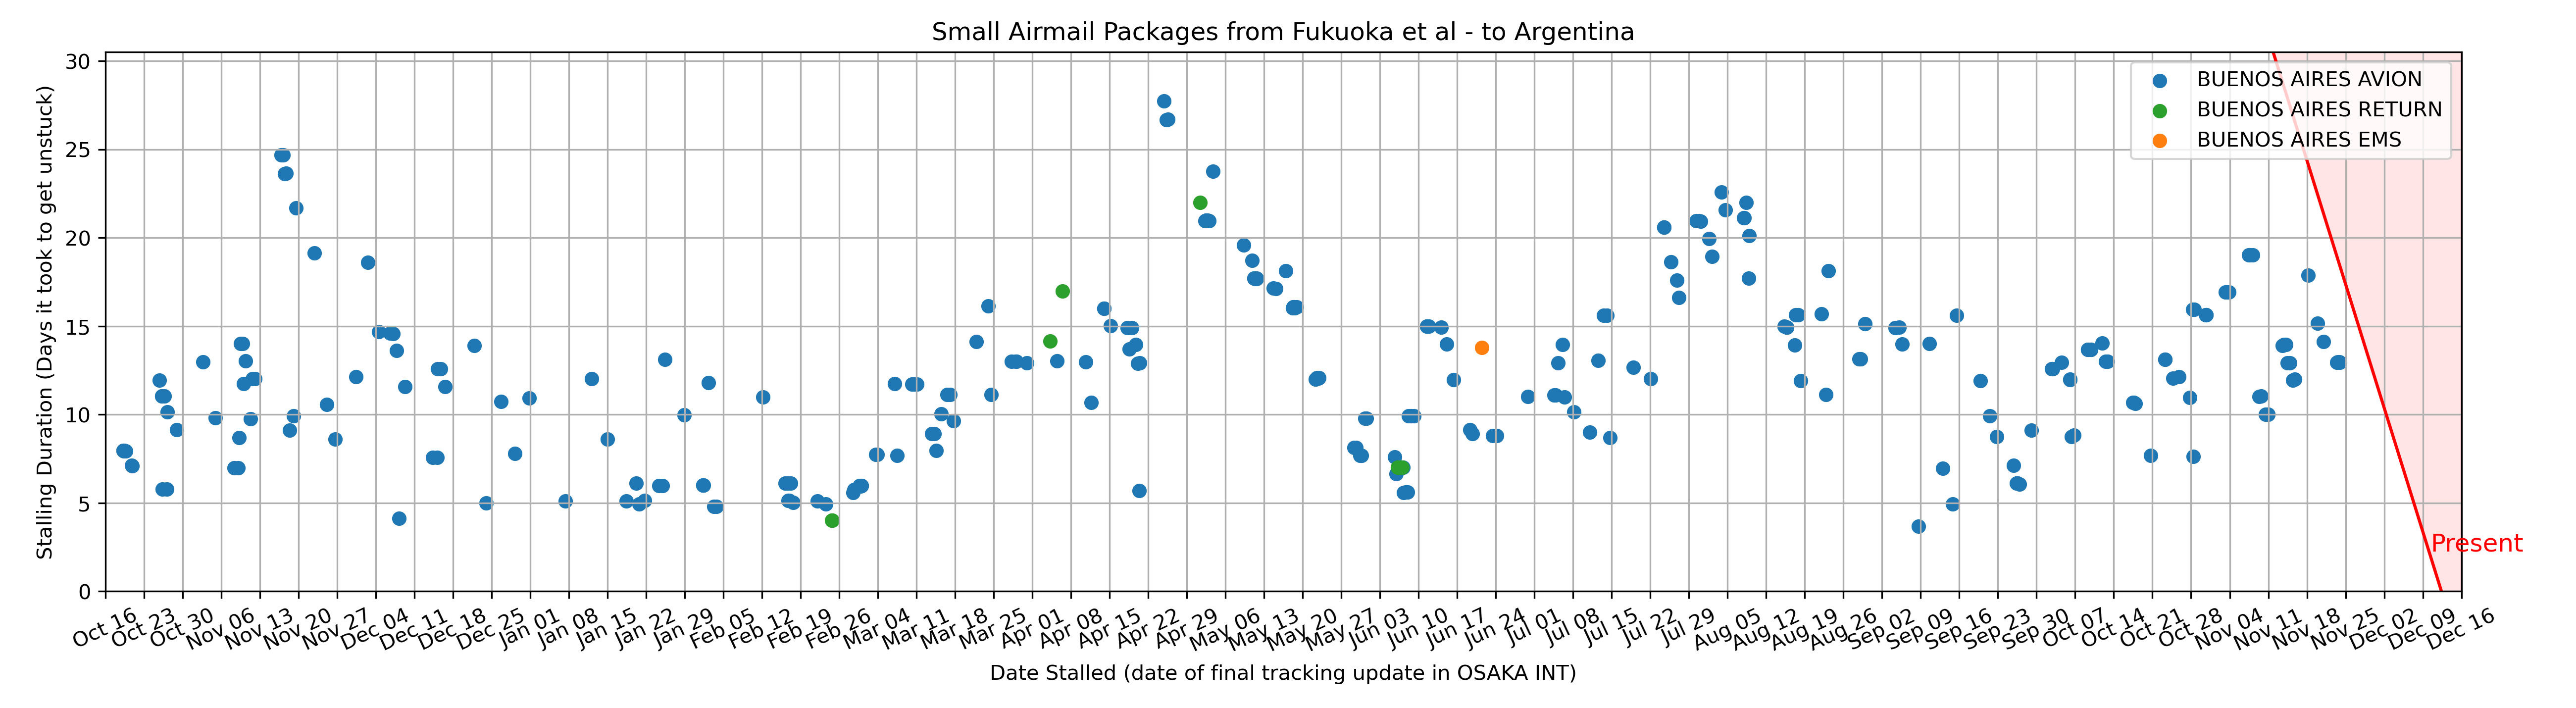 Small Airmail Packages from Fukuoka et al - to Argentina
30
25
20
15
10
5
0
Stalling Duration (Days it took to get unstuck)
BUENOS AIRES AVION
BUENOS AIRES RETURN
BUENOS AIRES EMS
Present
Oct 16
Oct 23
Oct 30
Nov 06
Nov 13
Nov 20
Nov 27
Dec 04
Dec 11
Dec 18
Dec 25
Jan 01
Jan 08
Jan 15
Jan 22
Jan 29
Feb 05
Feb 12
Feb 19
Feb 26
Mar 04
Mar 11
Mar 18
Mar 25
Apr 01
Apr 08
Apr 15
Apr 22
Apr 29
May 06
May 13
May 20
May 27
Jun 03
Jun 10
Jun 17
Jun 24
Jul 01
Jul 08
Jul 15
Jul 22
Jul 29
Aug 05
Aug 12
Aug 19
Aug 26
Sep 02
Sep 09
Sep 16
Sep 23
Sep 30
Oct 07
Oct 14
Oct 21
Oct 28
Nov 04
Nov 11
Nov 18
Nov 25
Dec 02
Dec 09
Dec 16
Date Stalled (date of final tracking update in OSAKA INT)